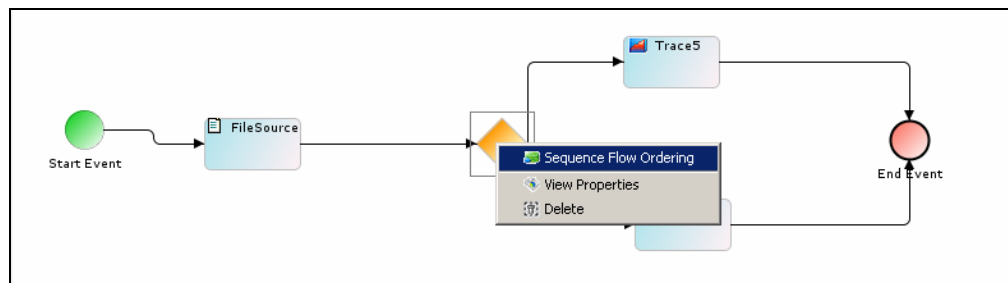 Trace5
FileSource
Start Event
Sequence Flow Ordering
View Properties
Delete
End Event